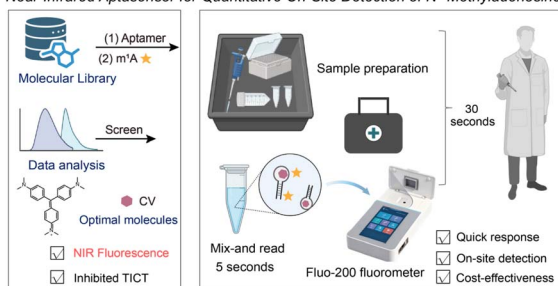 Near-Infrared Aptasensor for Quantitative On-Site Detection of N¹-Methyladenosine
(1) Aptamer
(2) m¹A
Molecular Library
Screen
Data analysis
N
N
N
CV
Optimal molecules
NIR Fluorescence
Inhibited TICT
Sample preparation
30
seconds
Mix-and read
5 seconds
Fluo-200 fluorometer
Quick response
On-site detection
Cost-effectiveness